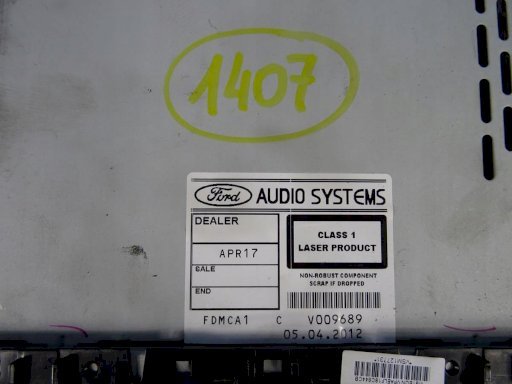 1407
Ford AUDIO SYSTEMS
DEALER
CLASS 1
LASER PRODUCT
APR17
SALE
NON-ROBUST COMPONENT
SCRAP IF DROPPED
END
FDMCA1 C V009689
05.04.2012